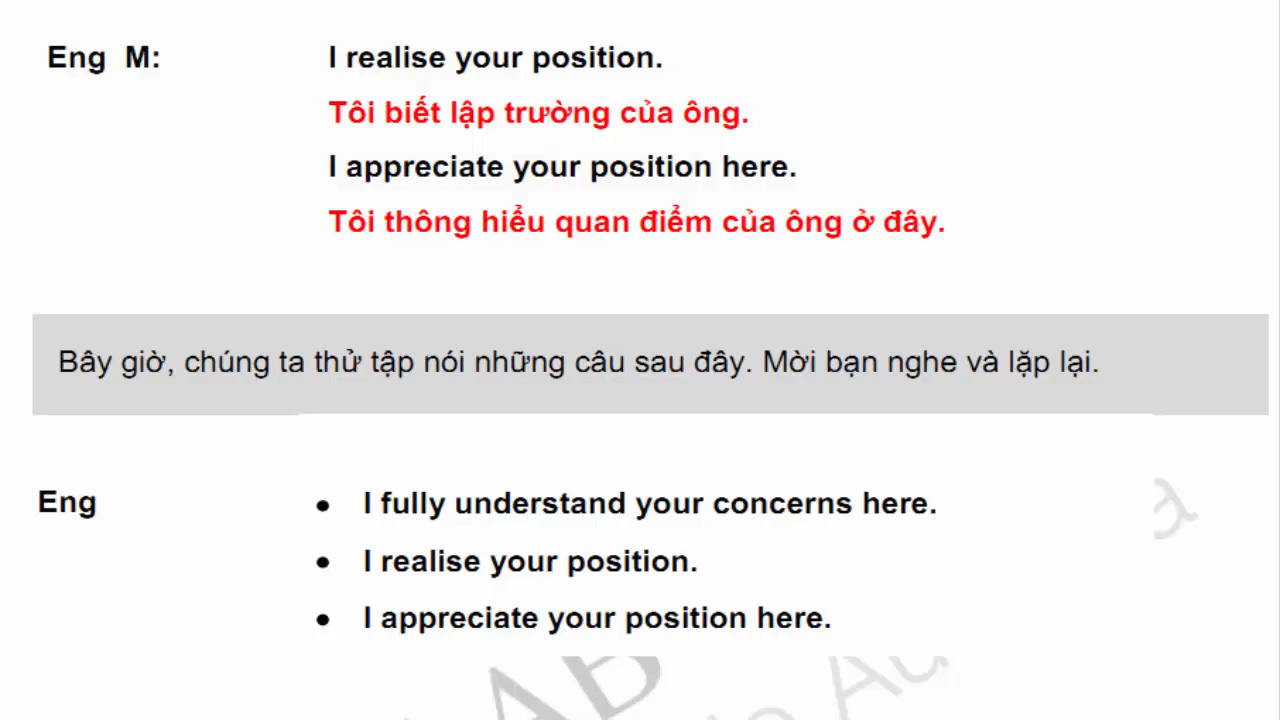 Eng M: I realise your position.
Tôi biết lập trường của ông.
I appreciate your position here.
Tôi thông hiểu quan điểm của ông ở đây.
Bây giờ, chúng ta thử tập nói những câu sau đây. Mời bạn nghe và lặp lại.
Eng • I fully understand your concerns here.
• I realise your position.
• I appreciate your position here.